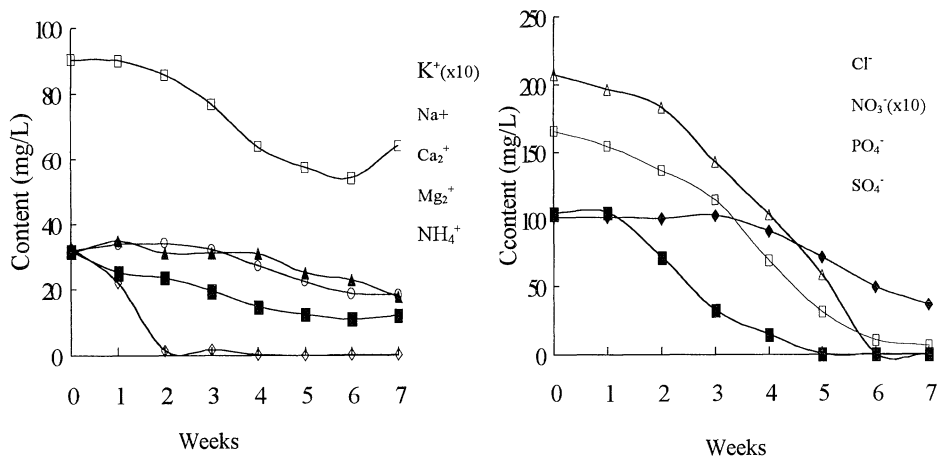 100
80
60
40
20
0
Content (mg/L)
0 1 2 3 4 5 6 7
Weeks
K⁺(x10)
Na+
Ca₂⁺
Mg₂⁺
NH₄⁺
250
200
150
100
50
0
Ccontent (mg/L)
0 1 2 3 4 5 6 7
Weeks
Cl⁻
NO₃⁻(x10)
PO₄⁻
SO₄⁻